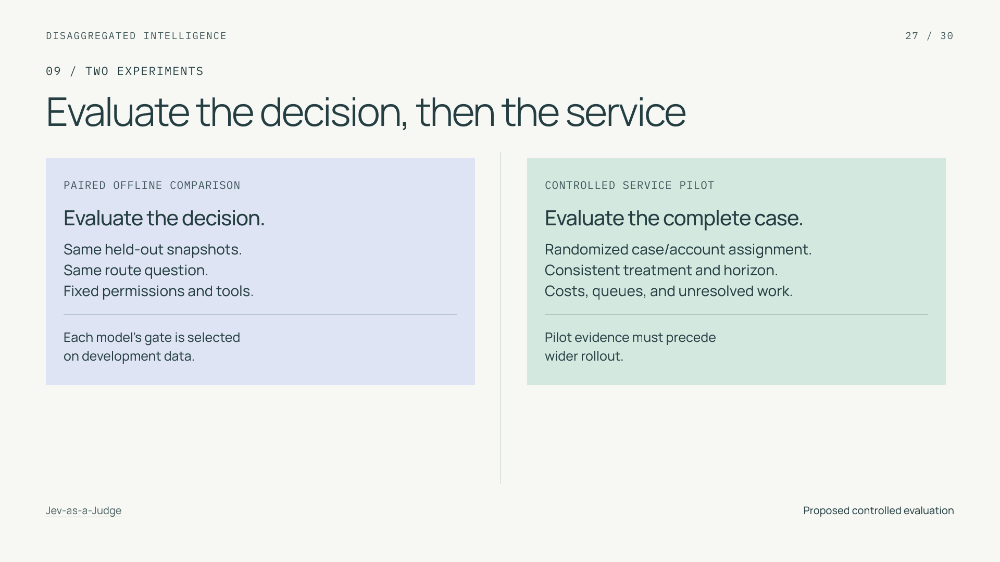 DISAGGREGATED INTELLIGENCE
27 / 30
09 / TWO EXPERIMENTS
Evaluate the decision, then the service
PAIRED OFFLINE COMPARISON
Evaluate the decision.
Same held-out snapshots.
Same route question.
Fixed permissions and tools.
Each model’s gate is selected
on development data.
CONTROLLED SERVICE PILOT
Evaluate the complete case.
Randomized case/account assignment.
Consistent treatment and horizon.
Costs, queues, and unresolved work.
Pilot evidence must precede
wider rollout.
Jev-as-a-Judge
Proposed controlled evaluation